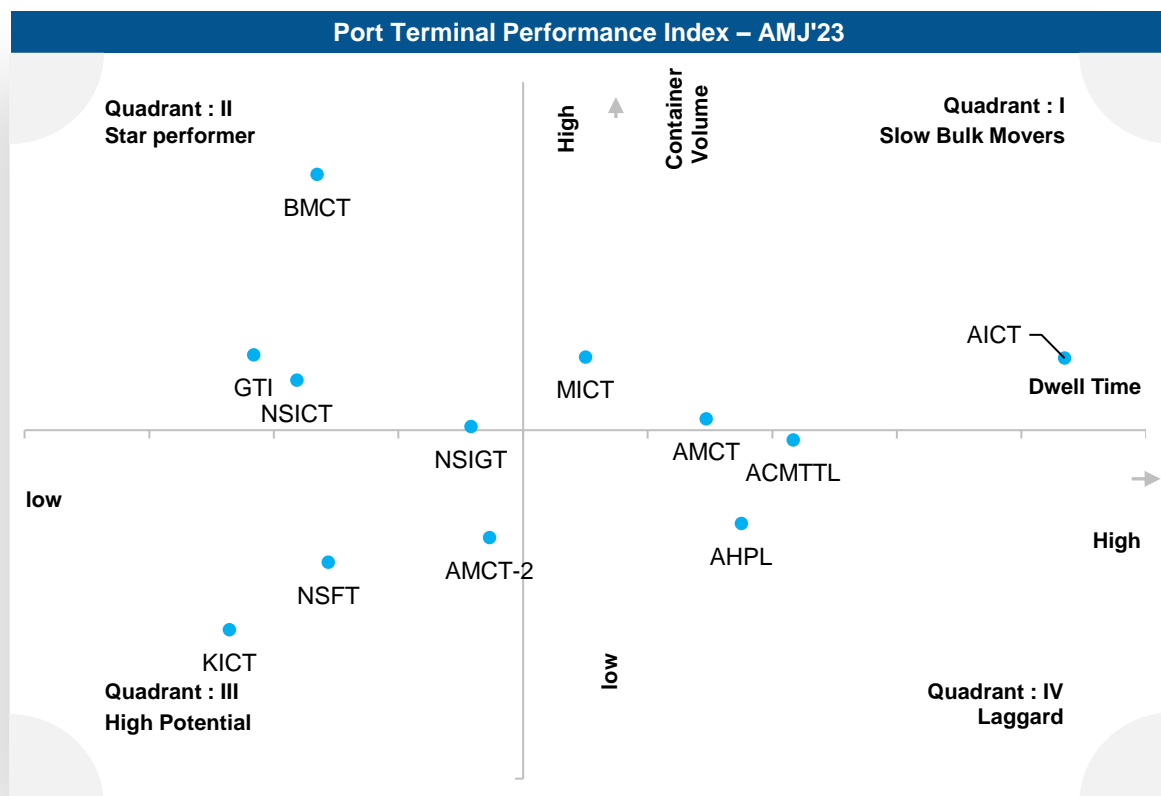 Port Terminal Performance Index – AMJ'23
Quadrant : II
Star performer
High
Container
Volume
Quadrant : I
Slow Bulk Movers
BMCT
AICT
GTI
NSICT
MICT
Dwell Time
NSIGT
AMCT
ACMTTL
low
High
AHPL
AMCT-2
NSFT
KICT
low
Quadrant : III
High Potential
Quadrant : IV
Laggard